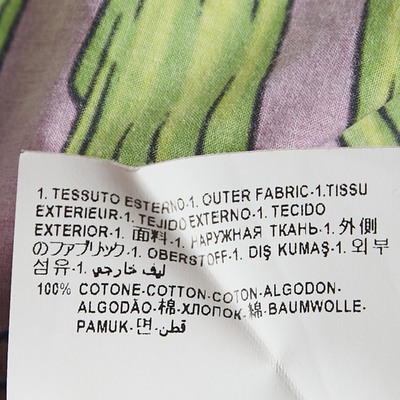 1. TESSUTO ESTERNO-1. OUTER FABRIC-1.TISSU
EXTERIEUR-1. TEJIDO EXTERNO-1. TECIDO
EXTERIOR-1. 面料-1. НАРУЖНАЯ ТКАНЬ-1. 外側
のファブリック-1. OBERSTOFF-1. DIŞ KUMAŞ-1. 외부
섬유-1. ليف خارجي
100% COTONE-COTTON-COTON-ALGODON-
ALGODÃO-棉-ХЛОПОК-綿-BAUMWOLLE-
PAMUK-면-قطن